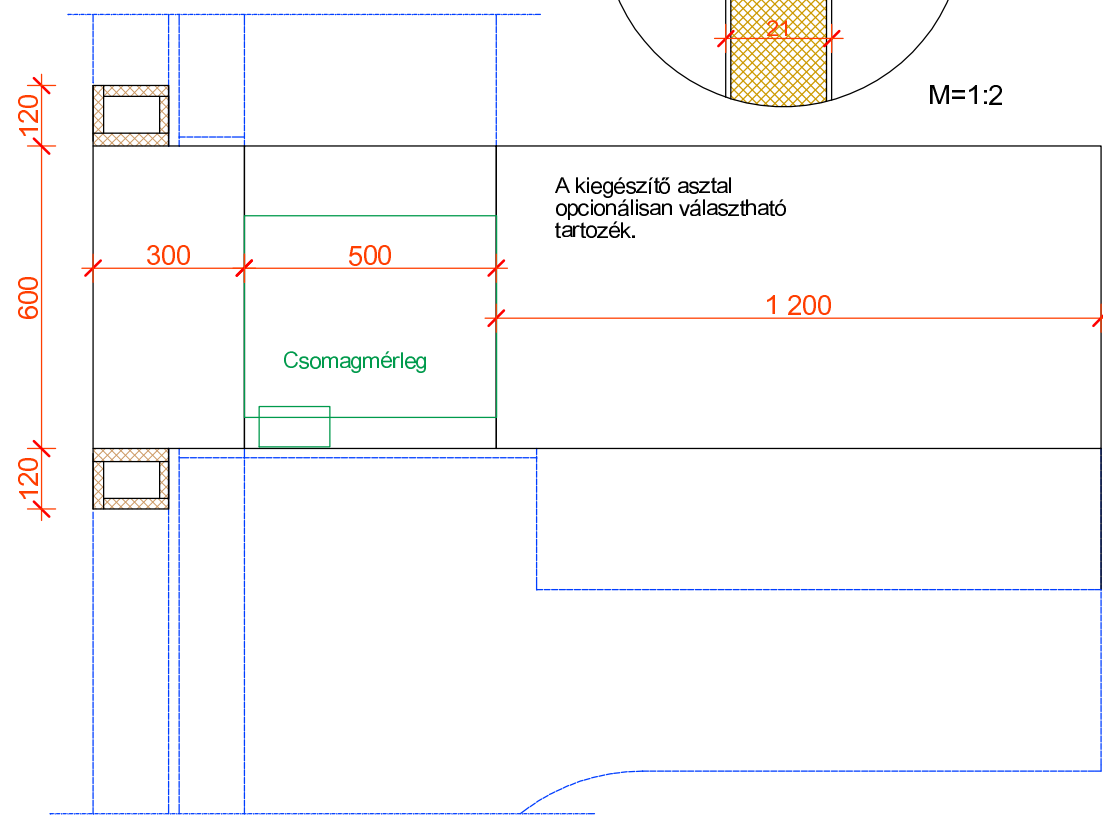 21
M=1:2
120
A kiegészítő asztal
opcionálisan választható
tartozék.
300
500
600
1 200
Csomagmérleg
120